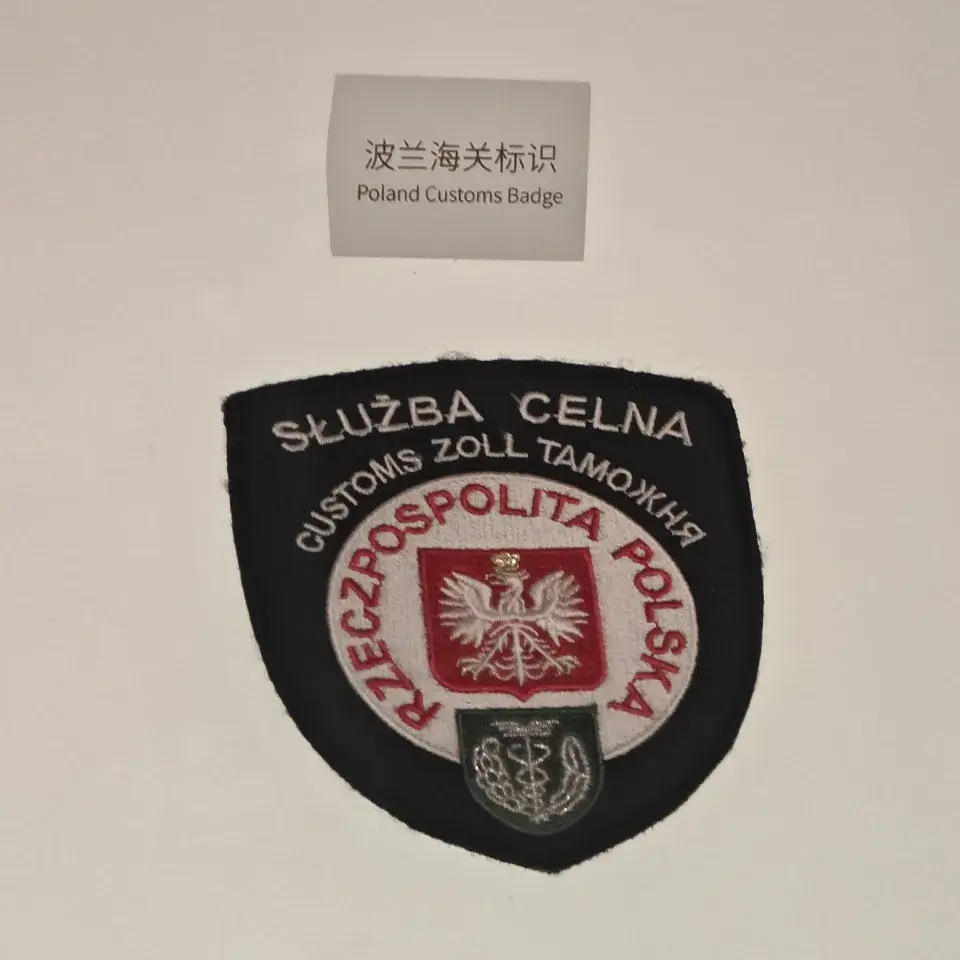 波兰海关标识
Poland Customs Badge
SŁUŻBA CELNA
CUSTOMS ZOLL ТАМОЖНЯ
RZECZPOSPOLITA POLSKA